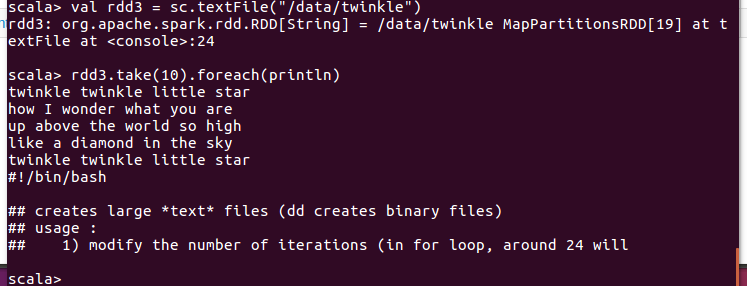 scala> val rdd3 = sc.textFile("/data/twinkle")
rdd3: org.apache.spark.rdd.RDD[String] = /data/twinkle MapPartitionsRDD[19] at t
extFile at <console>:24
scala> rdd3.take(10).foreach(println)
twinkle twinkle little star
how I wonder what you are
up above the world so high
like a diamond in the sky
twinkle twinkle little star
#!/bin/bash
## creates large *text* files (dd creates binary files)
## usage :
##    1) modify the number of iterations (in for loop, around 24 will
scala>